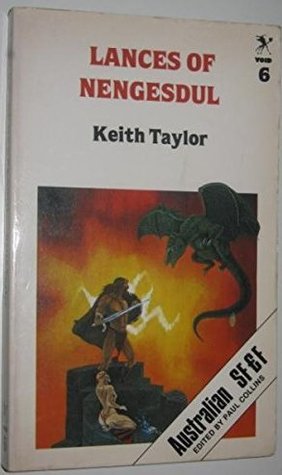 VOID
6
LANCES OF
NENGESDUL
Keith Taylor
Australian SF&F
EDITED BY PAUL COLLINS